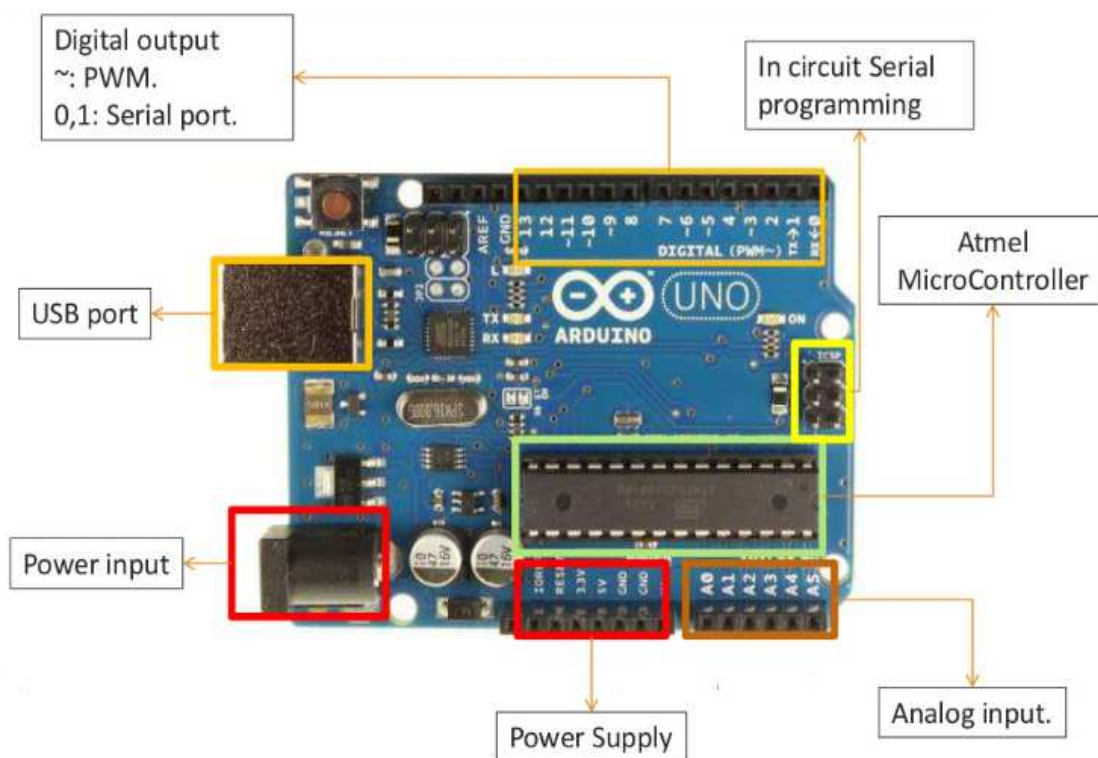 Digital output
~: PWM.
0,1: Serial port.
In circuit Serial
programming
Atmel
MicroController
USB port
Power input
Power Supply
Analog input.
AREF
GND
13
12
~11
~10
~9
8
7
~6
~5
4
~3
2
TX→1
RX←0
DIGITAL (PWM~)
L
TX
RX
ARDUINO
UNO
ON
ICSP
3.3V
5V
GND
GND
A0
A1
A2
A3
A4
A5
10
47
16V